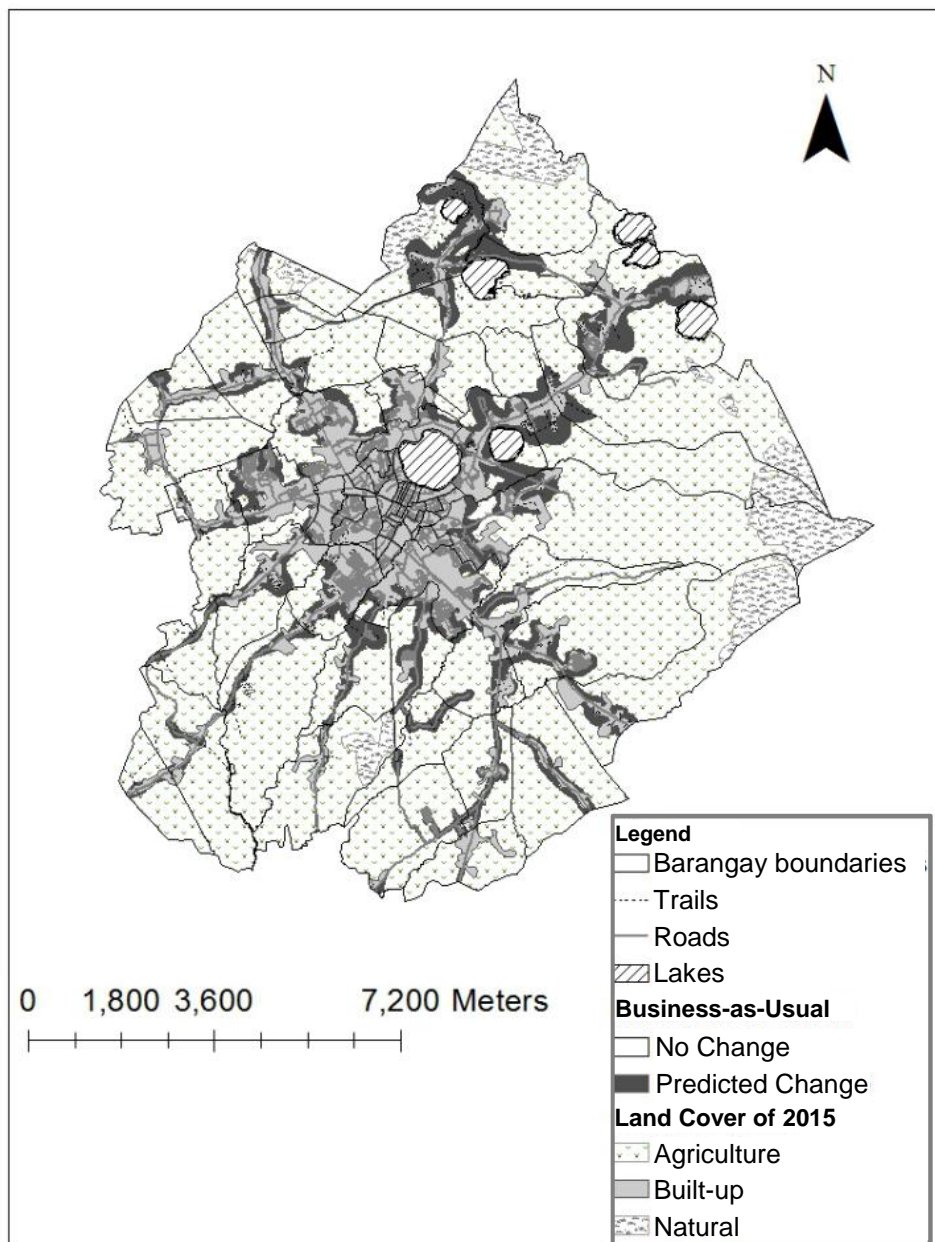 N
0 1,800 3,600 7,200 Meters
Legend
Barangay boundaries
Trails
Roads
Lakes
Business-as-Usual
No Change
Predicted Change
Land Cover of 2015
Agriculture
Built-up
Natural